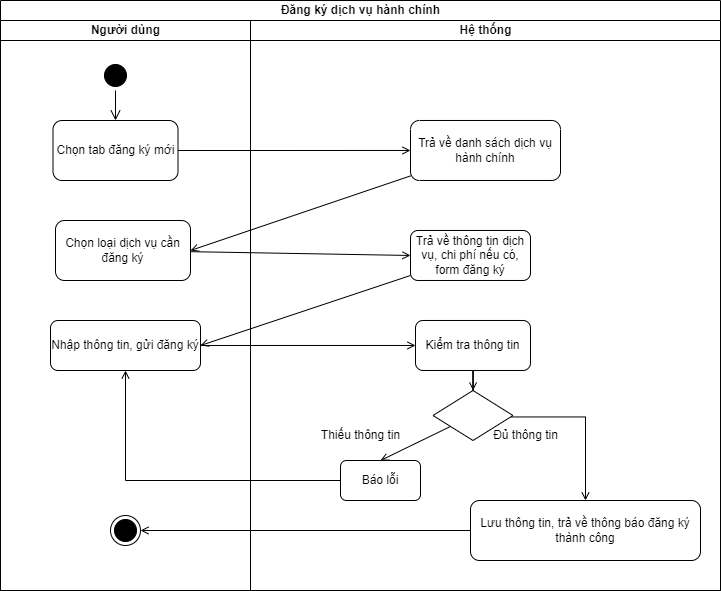 Đăng ký dịch vụ hành chính
Người dùng
Hệ thống
Chọn tab đăng ký mới
Trả về danh sách dịch vụ
hành chính
Chọn loại dịch vụ cần
đăng ký
Trả về thông tin dịch
vụ, chi phí nếu có,
form đăng ký
Nhập thông tin, gửi đăng ký
Kiểm tra thông tin
Thiếu thông tin
Đủ thông tin
Báo lỗi
Lưu thông tin, trả về thông báo đăng ký
thành công